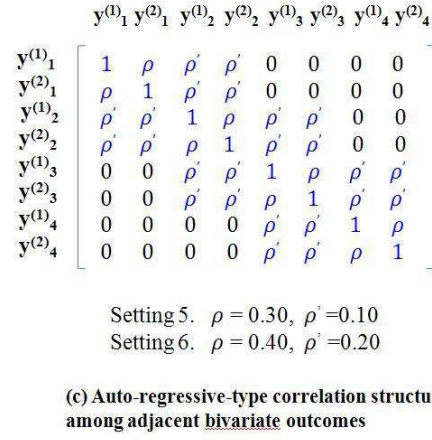 y⁽¹⁾₁ y⁽²⁾₁ y⁽¹⁾₂ y⁽²⁾₂ y⁽¹⁾₃ y⁽²⁾₃ y⁽¹⁾₄ y⁽²⁾₄
y⁽¹⁾₁ 1 ρ ρ' ρ' 0 0 0 0
y⁽²⁾₁ ρ 1 ρ' ρ' 0 0 0 0
y⁽¹⁾₂ ρ' ρ' 1 ρ ρ' ρ' 0 0
y⁽²⁾₂ ρ' ρ' ρ 1 ρ' ρ' 0 0
y⁽¹⁾₃ 0 0 ρ' ρ' 1 ρ ρ' ρ'
y⁽²⁾₃ 0 0 ρ' ρ' ρ 1 ρ' ρ'
y⁽¹⁾₄ 0 0 0 0 ρ' ρ' 1 ρ
y⁽²⁾₄ 0 0 0 0 ρ' ρ' ρ 1
Setting 5. ρ = 0.30, ρ' =0.10
Setting 6. ρ = 0.40, ρ' =0.20
(c) Auto-regressive-type correlation structu
among adjacent bivariate outcomes